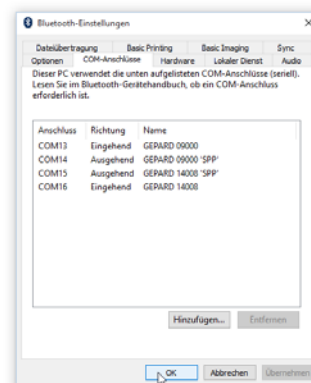 Bluetooth-Einstellungen
Dateiübertragung Basic Printing Basic Imaging Sync
Optionen COM-Anschlüsse Hardware Lokaler Dienst Audio
Dieser PC verwendet die unten aufgelisteten COM-Anschlüsse (seriell).
Lesen Sie im Bluetooth-Gerätehandbuch, ob ein COM-Anschluss
erforderlich ist.
Anschluss Richtung Name
COM13 Eingehend GEPARD 09000
COM14 Ausgehend GEPARD 09000 'SPP'
COM15 Ausgehend GEPARD 14008 'SPP'
COM16 Eingehend GEPARD 14008
Hinzufügen... Entfernen
OK Abbrechen Übernehmen